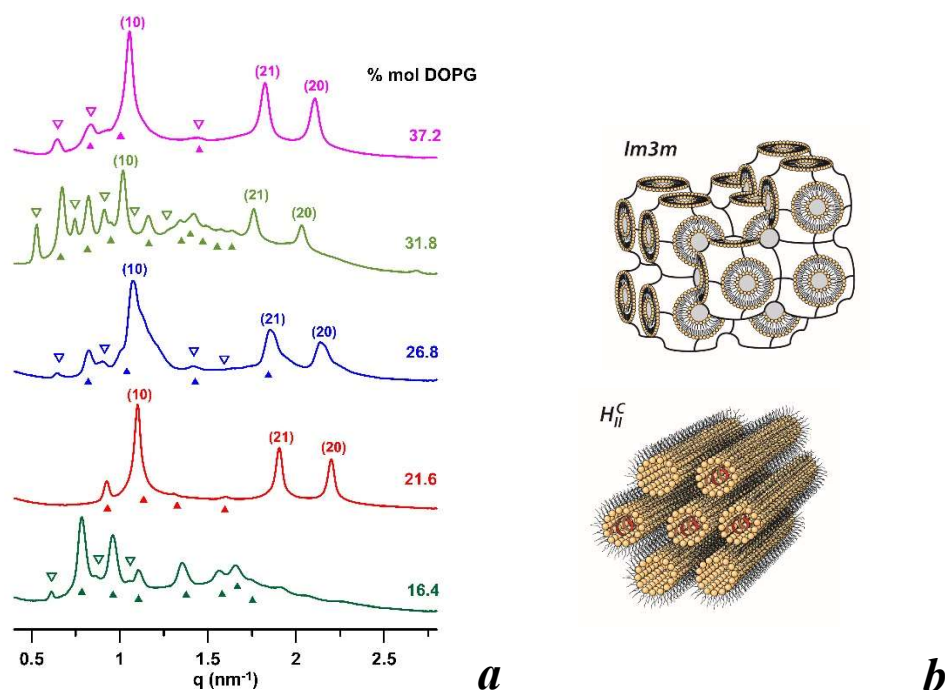 (10)
(21)
(20)
% mol DOPG
37.2
(10)
(21)
(20)
31.8
(10)
(21)
(20)
26.8
(10)
(21)
(20)
21.6
16.4
0.5 1 1.5 2 2.5
q (nm⁻¹)
a
Im3m
H_II^C
b